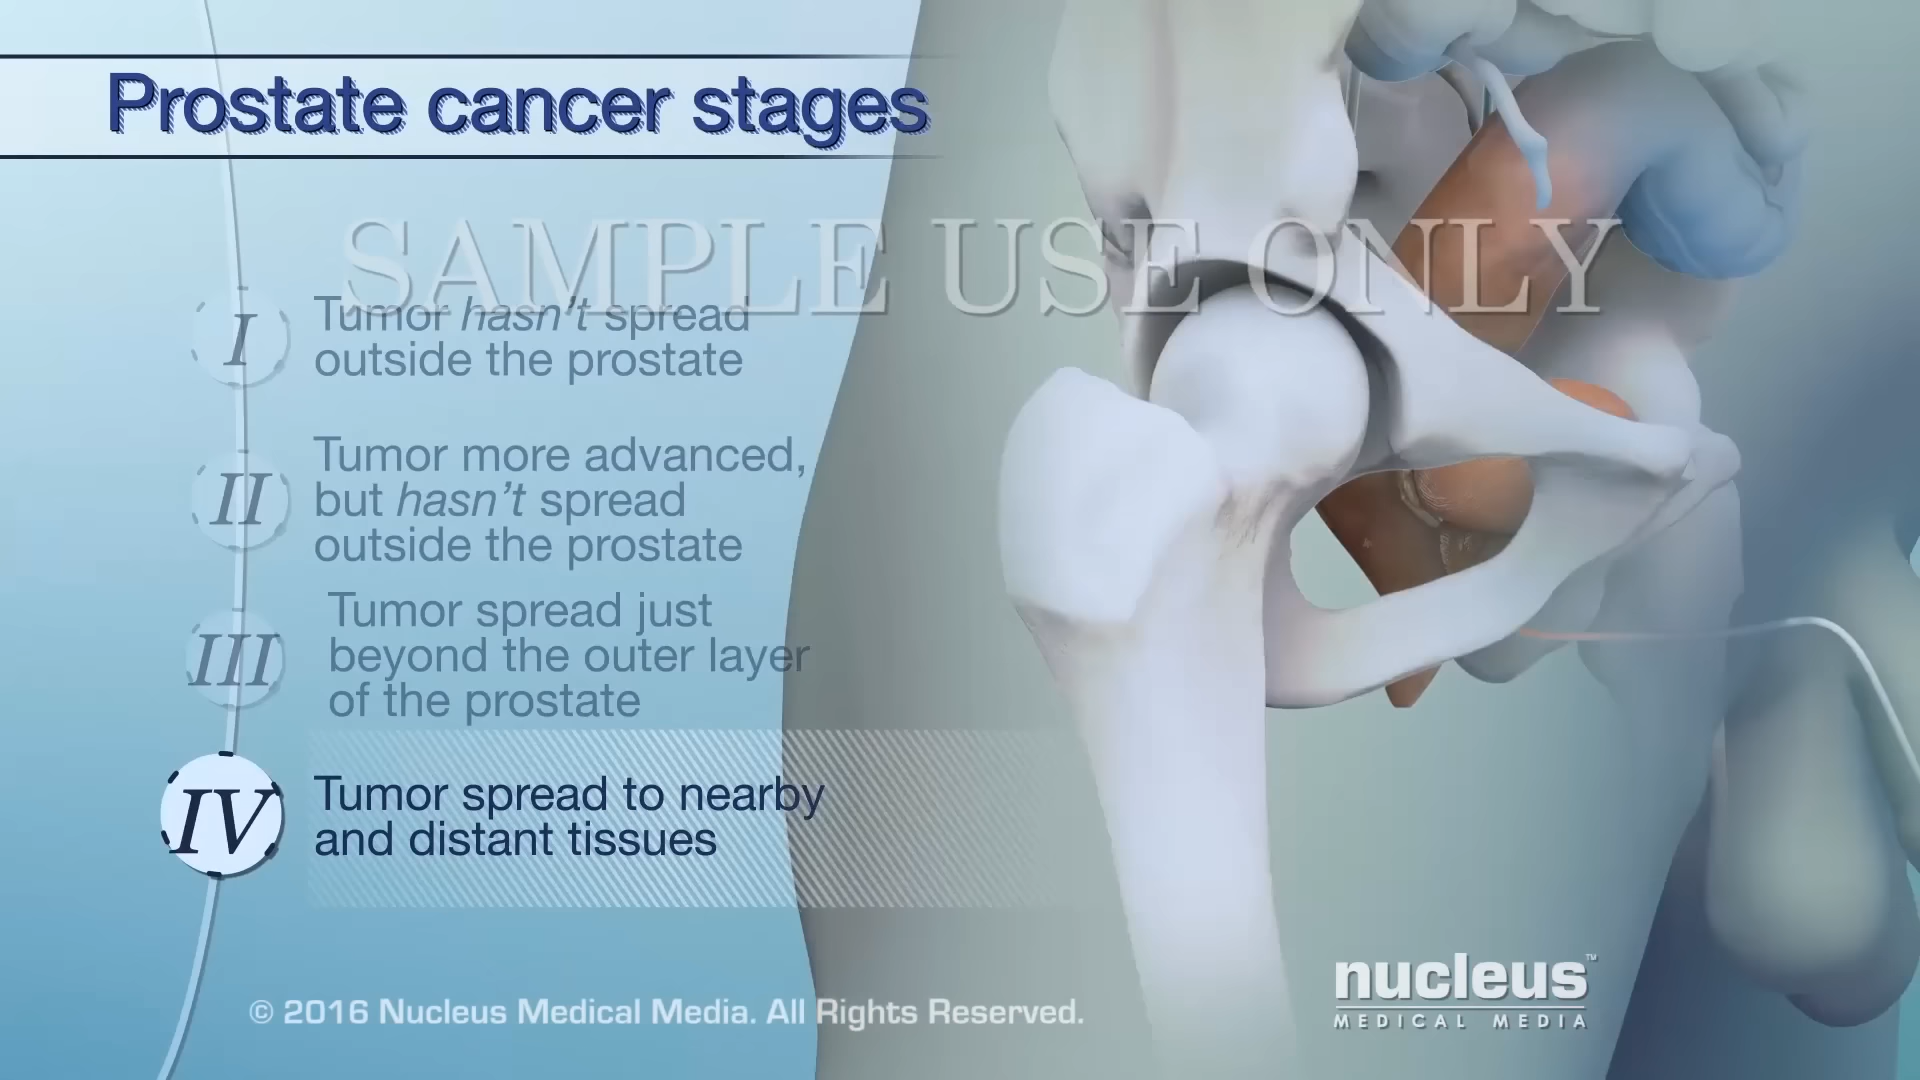 Prostate cancer stages
SAMPLE USE ONLY
I
Tumor hasn't spread
outside the prostate
II
Tumor more advanced,
but hasn't spread
outside the prostate
III
Tumor spread just
beyond the outer layer
of the prostate
IV
Tumor spread to nearby
and distant tissues
© 2016 Nucleus Medical Media. All Rights Reserved.
nucleus™
MEDICAL MEDIA